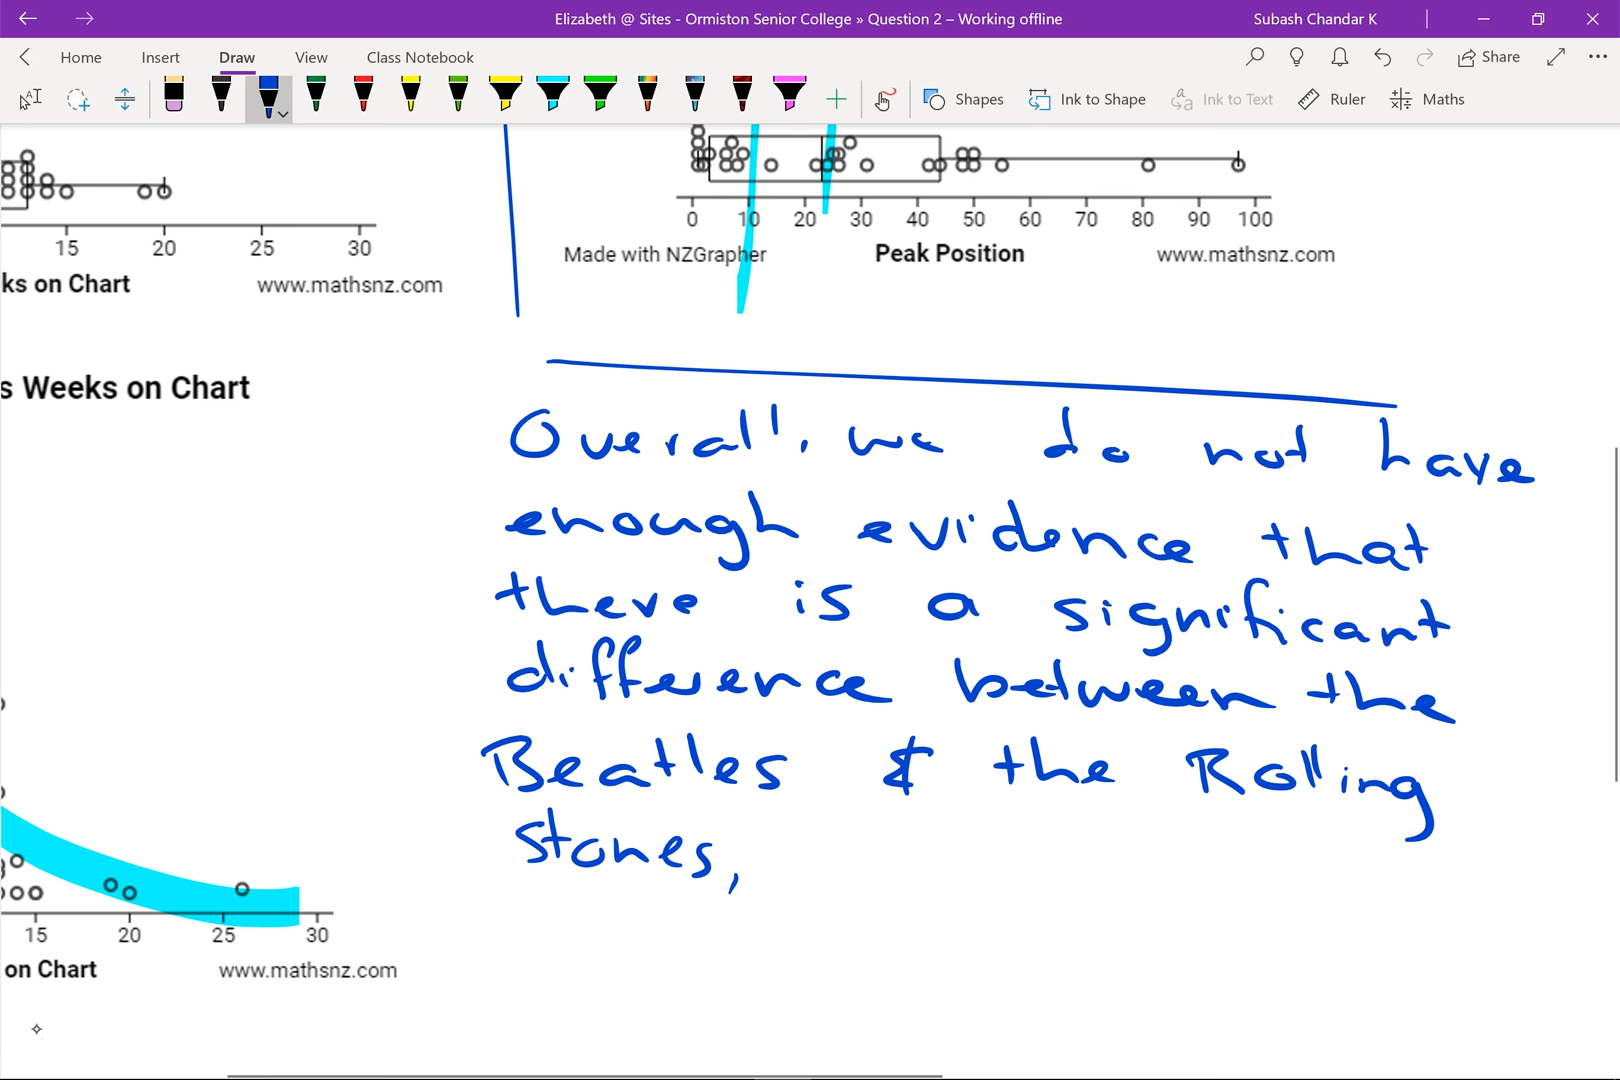 Elizabeth @ Sites - Ormiston Senior College » Question 2 – Working offline
Subash Chandar K
Home Insert Draw View Class Notebook
Share
Shapes Ink to Shape Ink to Text Ruler Maths
0 10 20 30 40 50 60 70 80 90 100
Made with NZGrapher Peak Position www.mathsnz.com
15 20 25 30
ks on Chart www.mathsnz.com
s Weeks on Chart
Overall, we do not have
enough evidence that
there is a significant
difference between the
Beatles & the Rolling
stones,
15 20 25 30
on Chart www.mathsnz.com